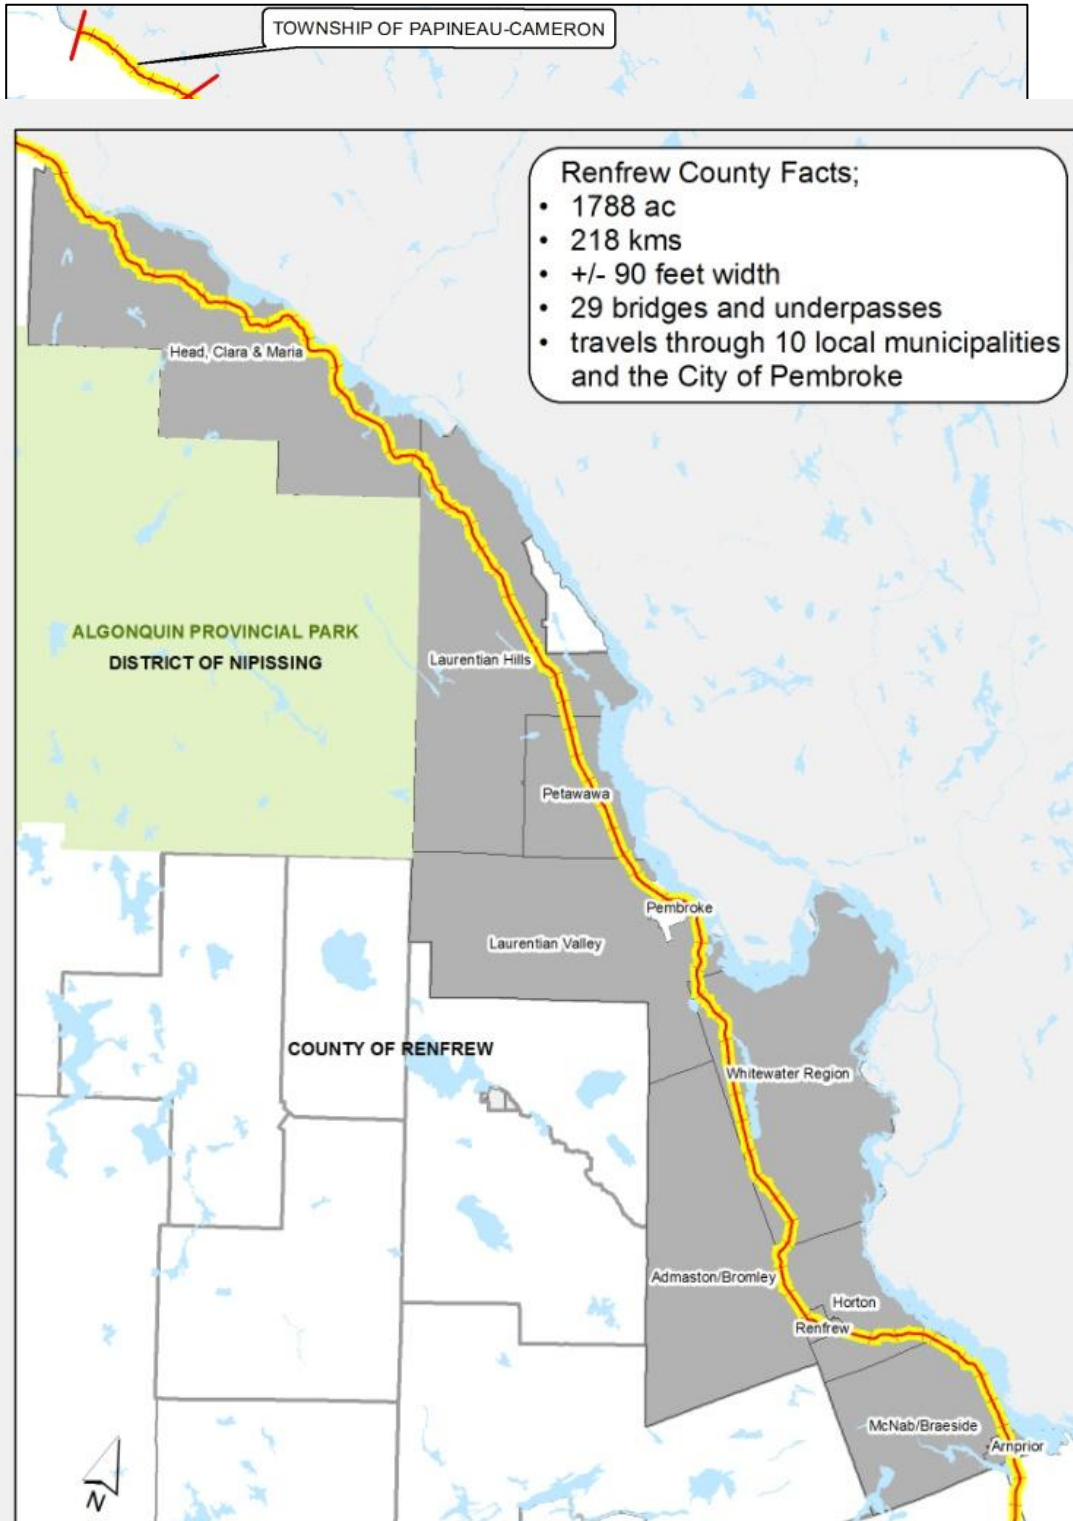 TOWNSHIP OF PAPINEAU-CAMERON
Renfrew County Facts;
• 1788 ac
• 218 kms
• +/- 90 feet width
• 29 bridges and underpasses
• travels through 10 local municipalities
and the City of Pembroke
Head, Clara & Maria
ALGONQUIN PROVINCIAL PARK
DISTRICT OF NIPISSING
Laurentian Hills
Petawawa
Pembroke
Laurentian Valley
COUNTY OF RENFREW
Whitewater Region
Admaston/Bromley
Horton
Renfrew
McNab/Braeside
Arnprior
N